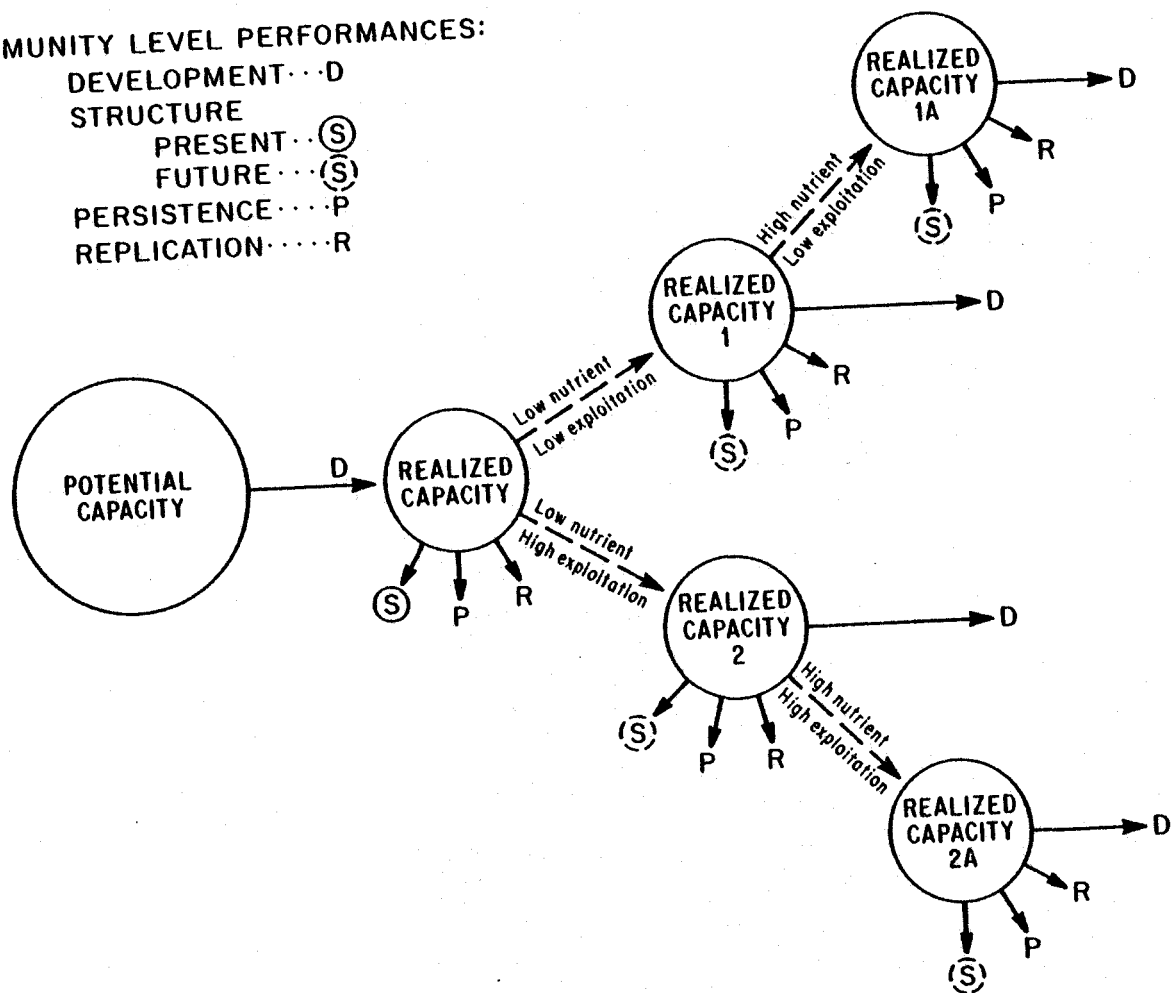 MUNITY LEVEL PERFORMANCES:
DEVELOPMENT···D
STRUCTURE
PRESENT··S
FUTURE···S
PERSISTENCE····P
REPLICATION·····R
REALIZED
CAPACITY
1A
D
R
P
S
High nutrient
Low exploitation
REALIZED
CAPACITY
1
D
R
P
S
Low nutrient
Low exploitation
POTENTIAL
CAPACITY
D
REALIZED
CAPACITY
S
P
R
Low nutrient
High exploitation
REALIZED
CAPACITY
2
D
S
P
R
High nutrient
High exploitation
REALIZED
CAPACITY
2A
D
R
P
S